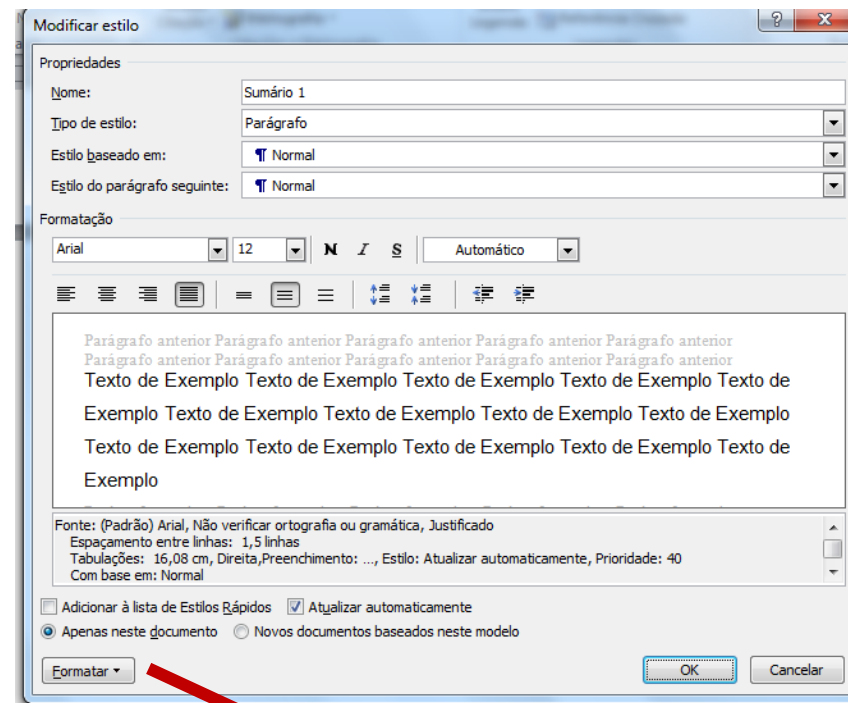 Modificar estilo
Propriedades
Nome: Sumário 1
Tipo de estilo: Parágrafo
Estilo baseado em: ¶ Normal
Estilo do parágrafo seguinte: ¶ Normal
Formatação
Arial 12 N I S Automático
Parágrafo anterior Parágrafo anterior Parágrafo anterior Parágrafo anterior Parágrafo anterior
Parágrafo anterior Parágrafo anterior Parágrafo anterior Parágrafo anterior Parágrafo anterior
Texto de Exemplo Texto de Exemplo Texto de Exemplo Texto de Exemplo Texto de
Exemplo Texto de Exemplo Texto de Exemplo Texto de Exemplo Texto de Exemplo
Texto de Exemplo Texto de Exemplo Texto de Exemplo Texto de Exemplo Texto de
Exemplo
Fonte: (Padrão) Arial, Não verificar ortografia ou gramática, Justificado
Espaçamento entre linhas: 1,5 linhas
Tabulações: 16,08 cm, Direita,Preenchimento: ..., Estilo: Atualizar automaticamente, Prioridade: 40
Com base em: Normal
Adicionar à lista de Estilos Rápidos Atualizar automaticamente
Apenas neste documento Novos documentos baseados neste modelo
Formatar OK Cancelar